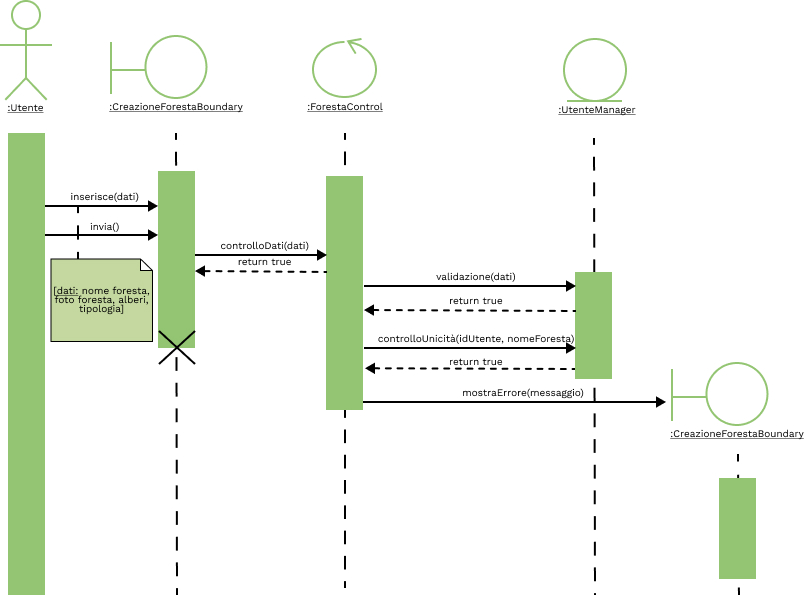 :Utente
:CreazioneForestaBoundary
:ForestaControl
:UtenteManager
inserisce(dati)
invia()
controlloDati(dati)
return true
[dati: nome foresta,
foto foresta, alberi,
tipologia]
validazione(dati)
return true
controlloUnicità(idUtente, nomeForesta)
return true
mostraErrore(messaggio)
:CreazioneForestaBoundary